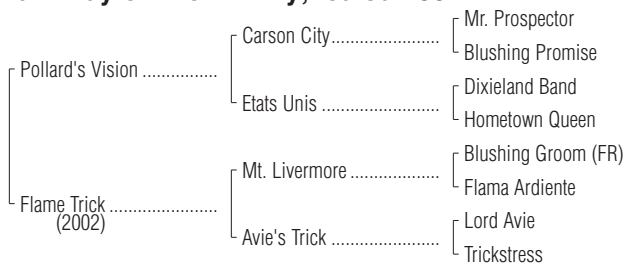 Mr. Prospector
Carson City
Blushing Promise
Pollard's Vision
Dixieland Band
Etats Unis
Hometown Queen
Blushing Groom (FR)
Mt. Livermore
Flama Ardiente
Flame Trick
(2002)
Lord Avie
Avie's Trick
Trickstress